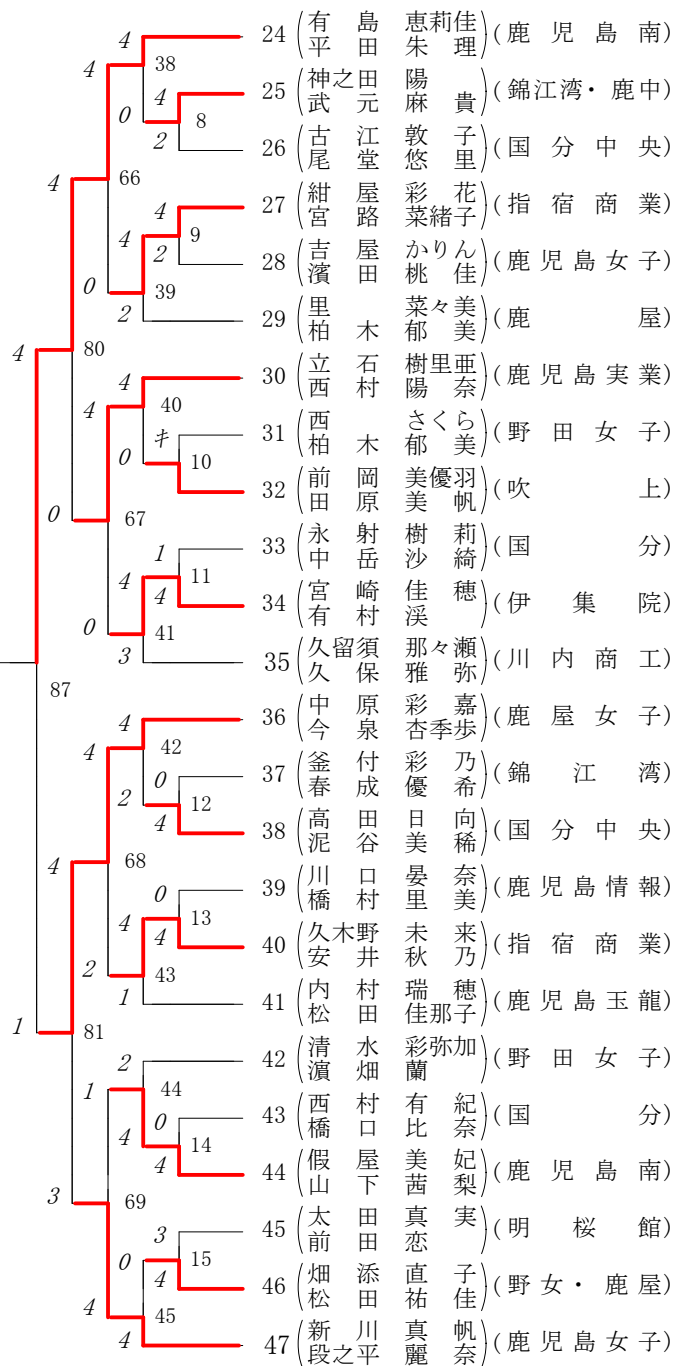 4 24 (有島恵莉佳 平田朱理) (鹿児島南)
4 38
4 25 (神之田陽 武元麻貴) (錦江湾・鹿中)
0 8
2 26 (古江敦子 尾堂悠里) (国分中央)
4 66
4 27 (紺屋彩花 宮路菜緒子) (指宿商業)
4 9
2 28 (吉屋かりん 濱田桃佳) (鹿児島女子)
0 39
2 29 (里菜々美 柏木郁美) (鹿屋)
4 80
4 30 (立石樹里亜 西村陽奈) (鹿児島実業)
4 40
キ 31 (西さくら 柏木郁美) (野田女子)
0 10
32 (前岡美優羽 田原美帆) (吹上)
0 67
1 33 (永射樹莉 中岳沙綺) (国分)
4 11
4 34 (宮崎佳穂 有村渓) (伊集院)
0 41
3 35 (久留須那々瀬 久保雅弥) (川内商工)
87
4 36 (中原彩嘉 今泉杏季歩) (鹿屋女子)
4 42
0 37 (釜付彩乃 春成優希) (錦江湾)
2 12
4 38 (高田日向 泥谷美稀) (国分中央)
4 68
0 39 (川口晏奈 橋村里美) (鹿児島情報)
4 13
4 40 (久木野未来 安井秋乃) (指宿商業)
2 43
1 41 (内村瑞穂 松田佳那子) (鹿児島玉龍)
1 81
2 42 (清水彩弥加 濵畑蘭) (野田女子)
1 44
0 43 (西村有紀 橋口比奈) (国分)
4 14
4 44 (假屋美妃 山下茜梨) (鹿児島南)
3 69
3 45 (太田真実 前田恋) (明桜館)
0 15
4 46 (畑添直子 松田祐佳) (野女・鹿屋)
4 45
4 47 (新川真帆 段之平麗奈) (鹿児島女子)